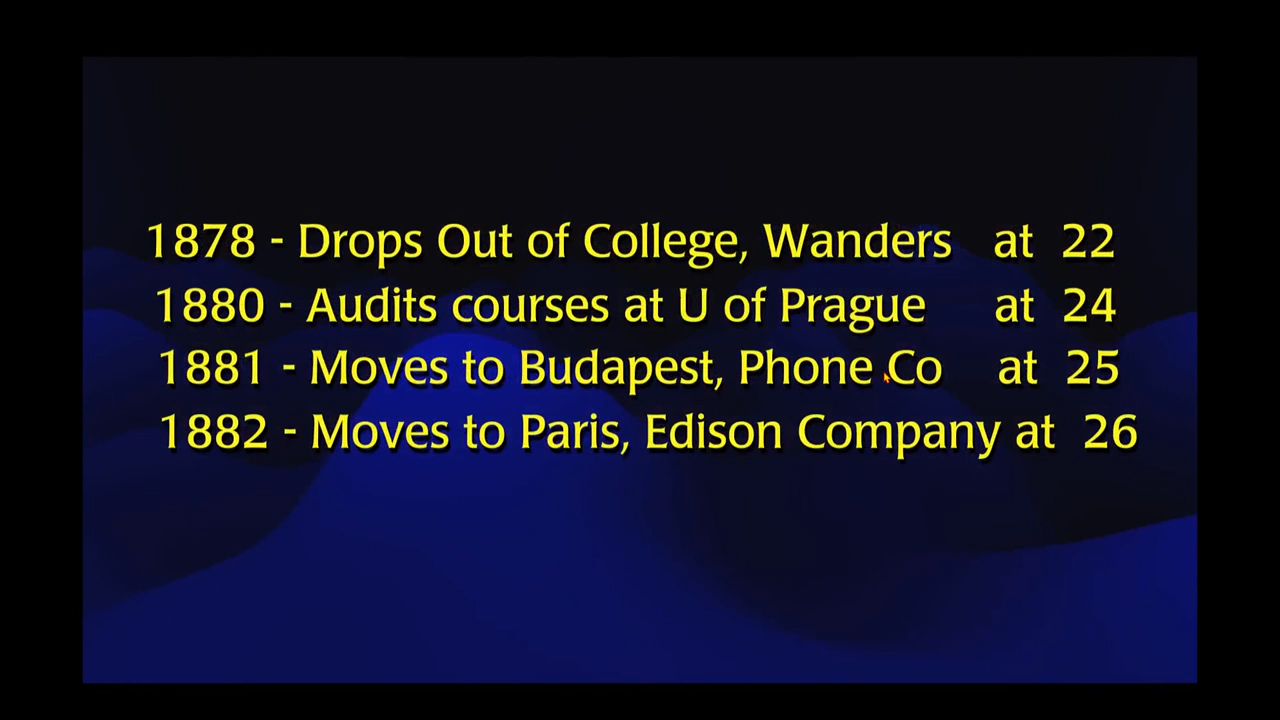 1878 - Drops Out of College, Wanders at 22
1880 - Audits courses at U of Prague at 24
1881 - Moves to Budapest, Phone Co at 25
1882 - Moves to Paris, Edison Company at 26